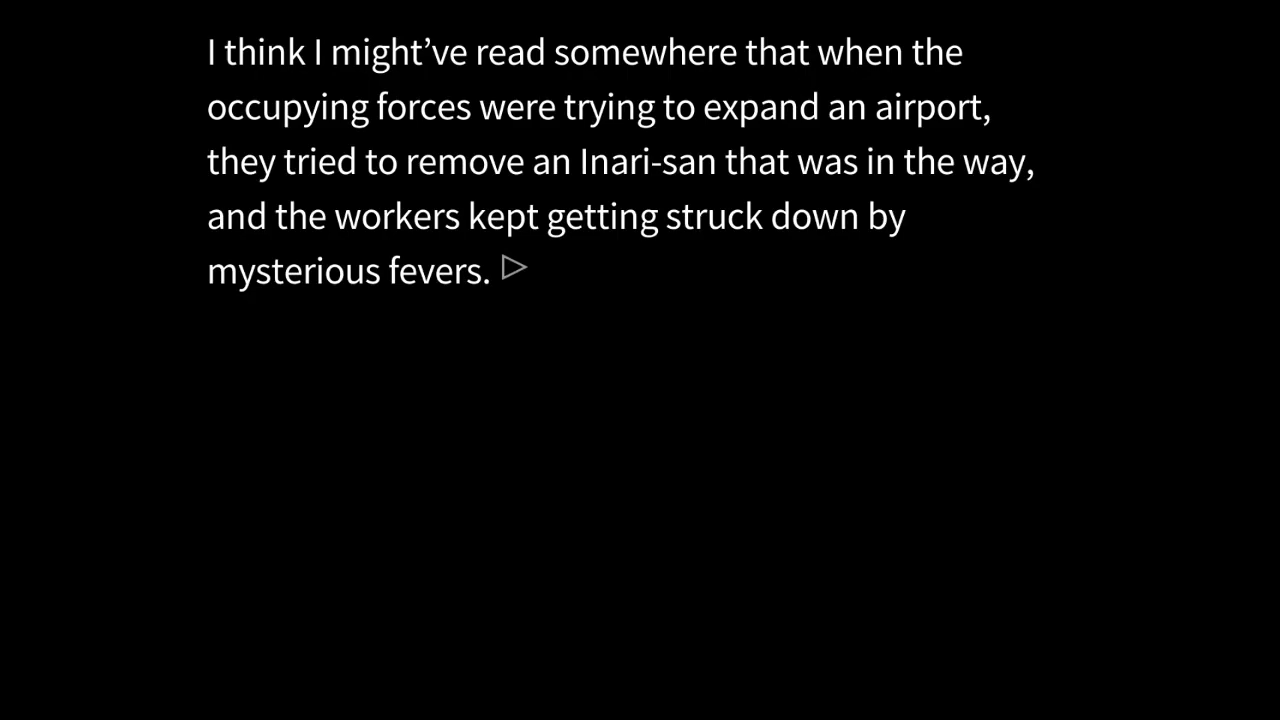 I think I might’ve read somewhere that when the
occupying forces were trying to expand an airport,
they tried to remove an Inari-san that was in the way,
and the workers kept getting struck down by
mysterious fevers.